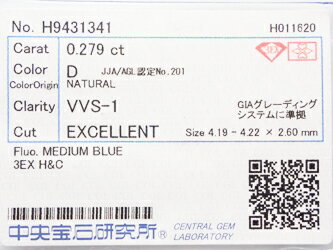 No. H9431341 H011620
Carat 0.279 ct
Color D JJA/AGL認定No.201
ColorOrigin NATURAL
Clarity VVS-1 GIAグレーディング
システムに準拠
Cut EXCELLENT Size 4.19 - 4.22 × 2.60 mm
Fluo. MEDIUM BLUE
3EX H&C
中央宝石研究所 CENTRAL GEM
LABORATORY